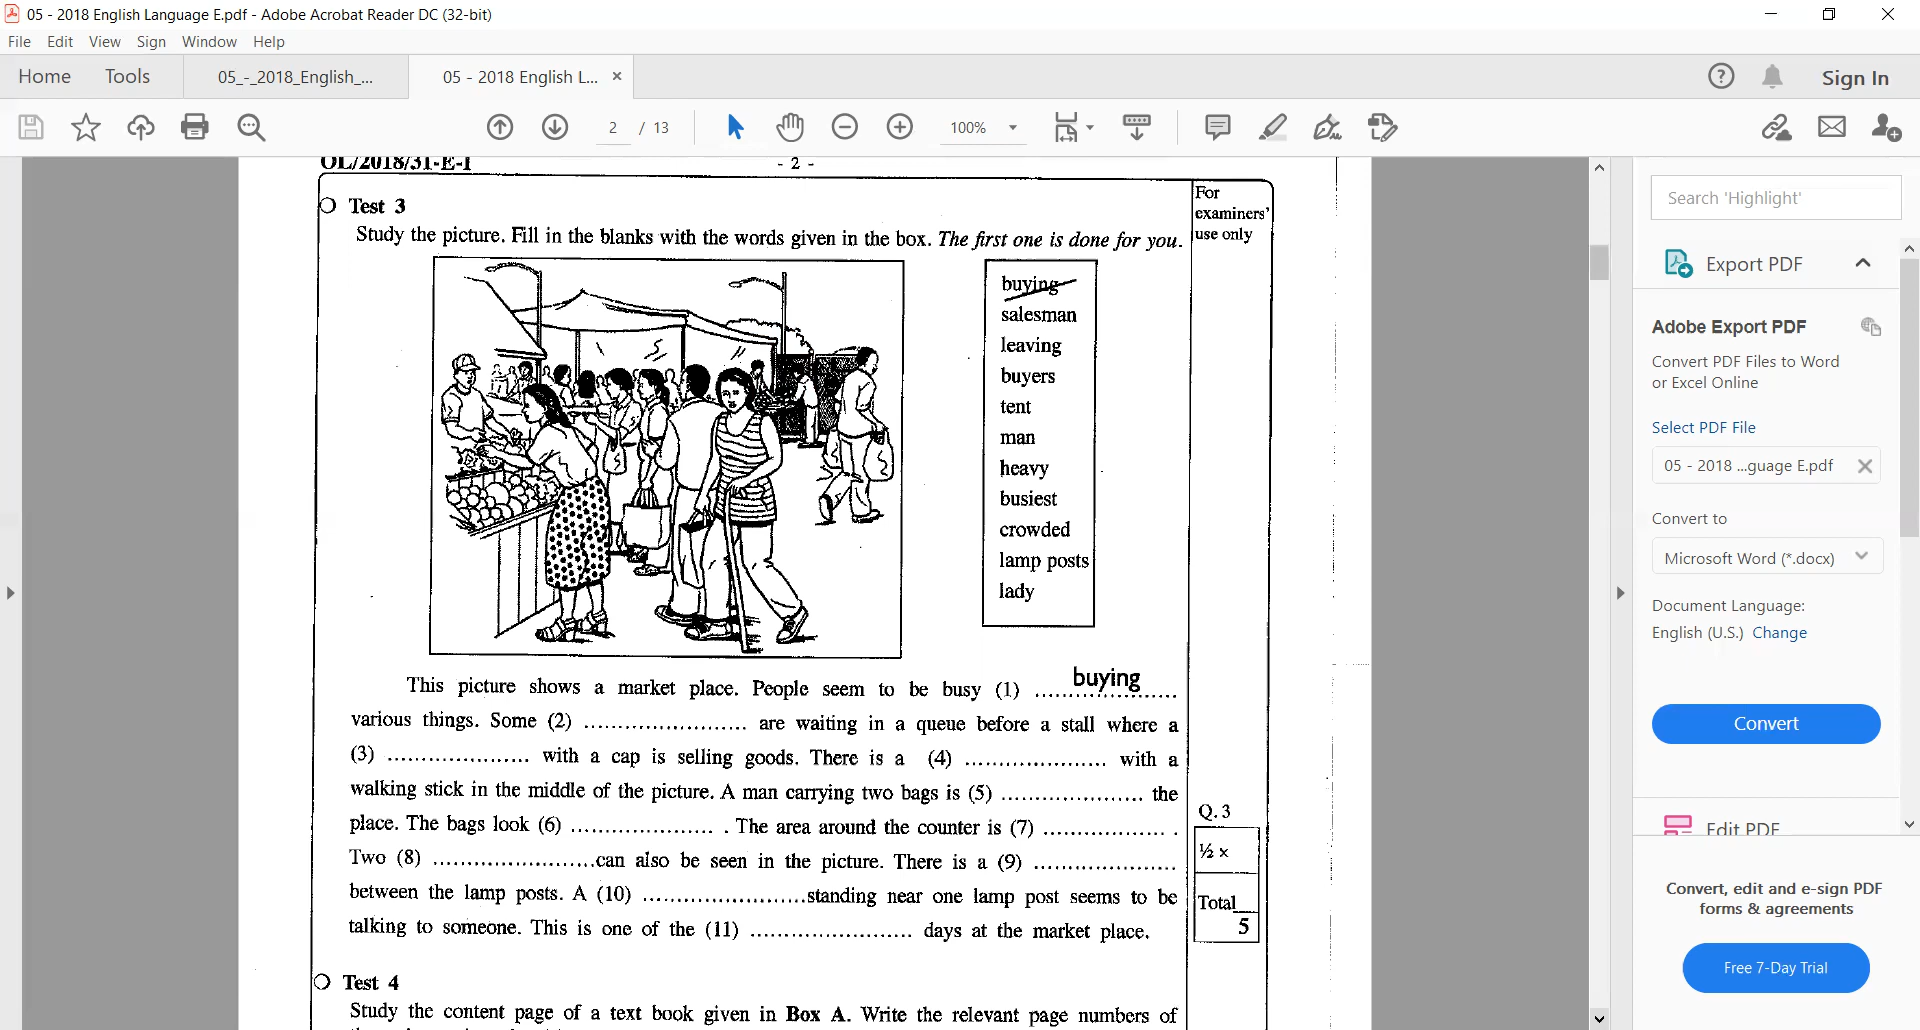 05 - 2018 English Language E.pdf - Adobe Acrobat Reader DC (32-bit)
File Edit View Sign Window Help
Home Tools 05_-_2018_English_... 05 - 2018 English L... × Sign In
2 / 13 100%
OL/2018/31-E-I - 2 -
For examiners' use only
Test 3
Study the picture. Fill in the blanks with the words given in the box. The first one is done for you.
buying
salesman
leaving
buyers
tent
man
heavy
busiest
crowded
lamp posts
lady
This picture shows a market place. People seem to be busy (1) ....buying....
various things. Some (2) ........................ are waiting in a queue before a stall where a
(3) ..................... with a cap is selling goods. There is a (4) ..................... with a
walking stick in the middle of the picture. A man carrying two bags is (5) ..................... the
place. The bags look (6) ..................... . The area around the counter is (7) .................... .
Two (8) ........................can also be seen in the picture. There is a (9) .....................
between the lamp posts. A (10) ........................standing near one lamp post seems to be
talking to someone. This is one of the (11) ........................ days at the market place.
Q.3
½ x
Total
5
Test 4
Study the content page of a text book given in Box A. Write the relevant page numbers of
Search 'Highlight'
Export PDF
Adobe Export PDF
Convert PDF Files to Word
or Excel Online
Select PDF File
05 - 2018 ...guage E.pdf
Convert to
Microsoft Word (*.docx)
Document Language:
English (U.S.) Change
Convert
Edit PDF
Convert, edit and e-sign PDF
forms & agreements
Free 7-Day Trial